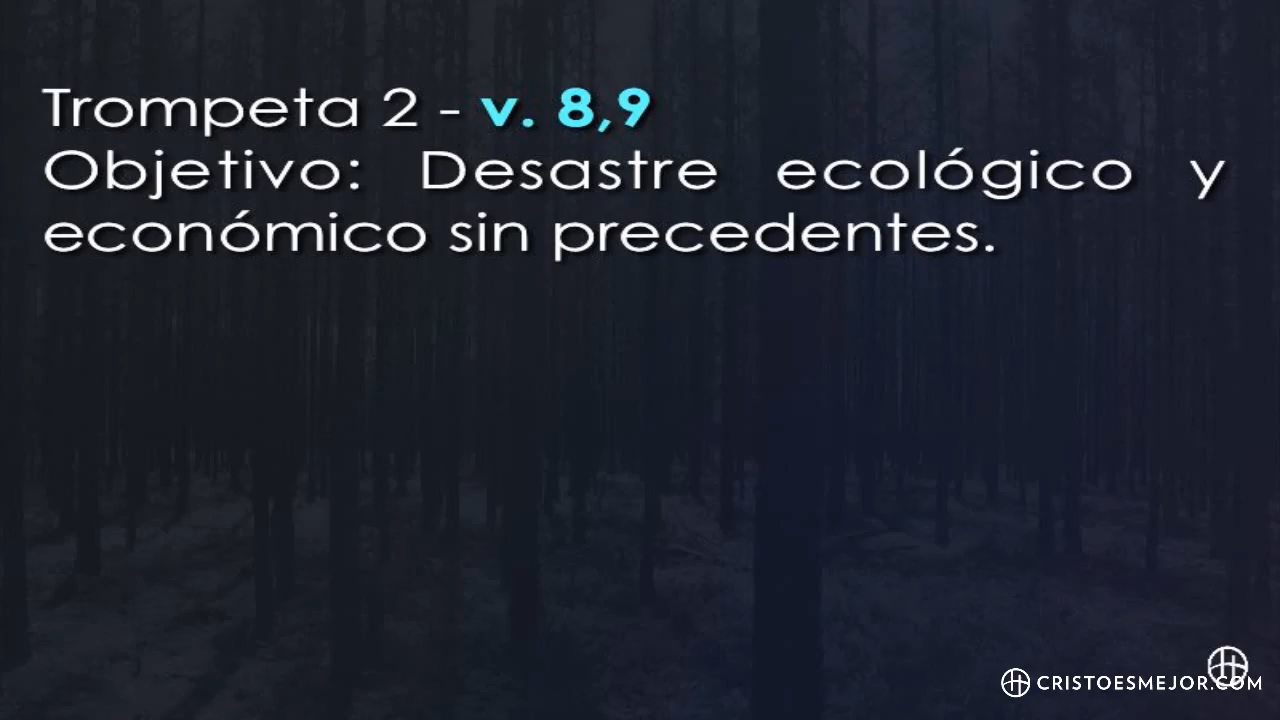 Trompeta 2 - v. 8,9
Objetivo: Desastre ecológico y
económico sin precedentes.
CRISTOESMEJOR.COM